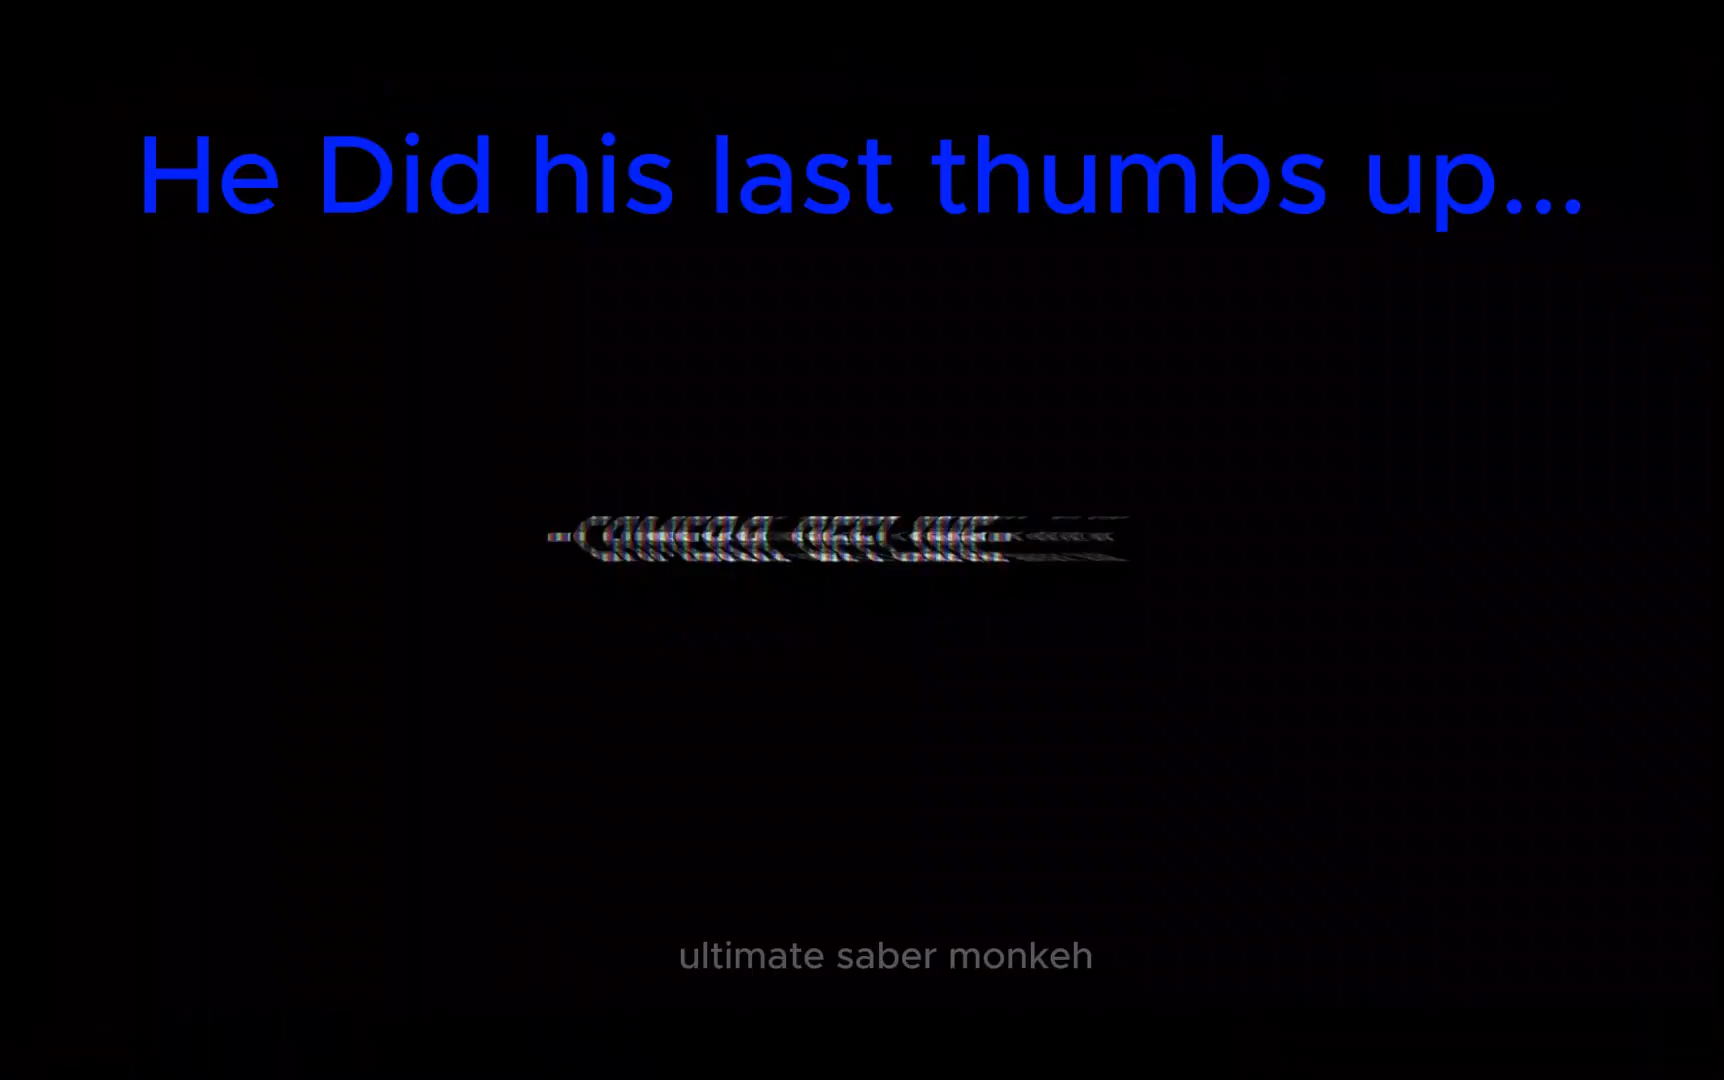 He Did his last thumbs up...
ultimate saber monkeh